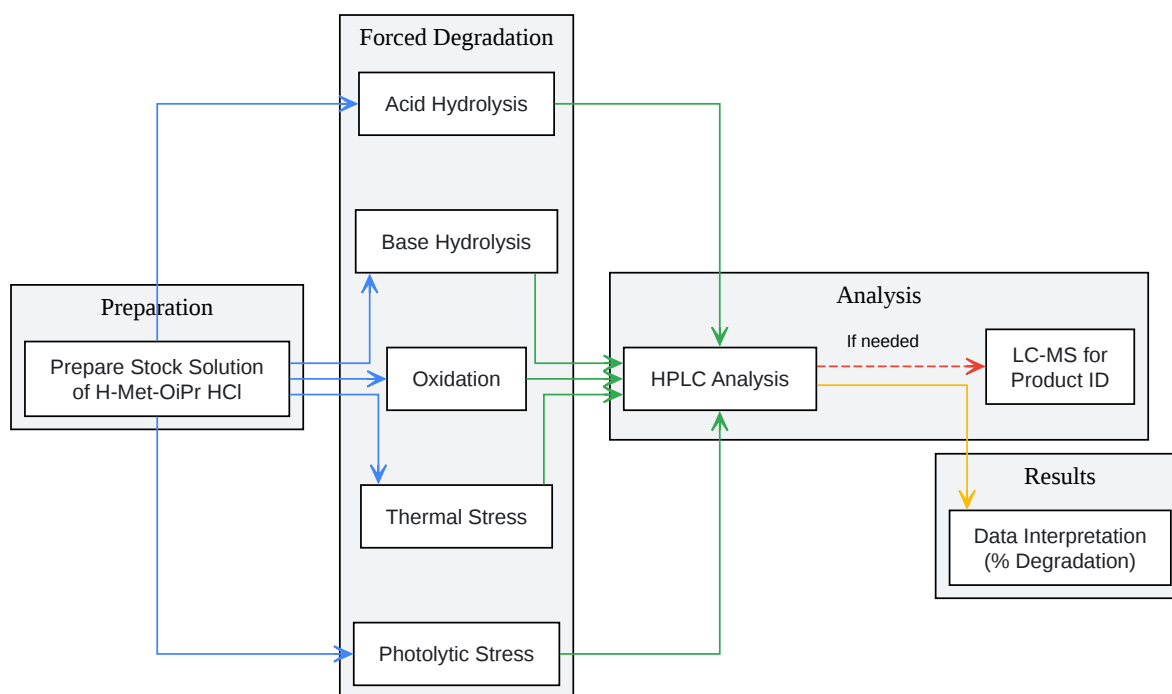 Forced Degradation
Acid Hydrolysis
Base Hydrolysis
Oxidation
Thermal Stress
Photolytic Stress
Preparation
Prepare Stock Solution
of H-Met-OiPr HCl
Analysis
HPLC Analysis
If needed
LC-MS for
Product ID
Results
Data Interpretation
(% Degradation)